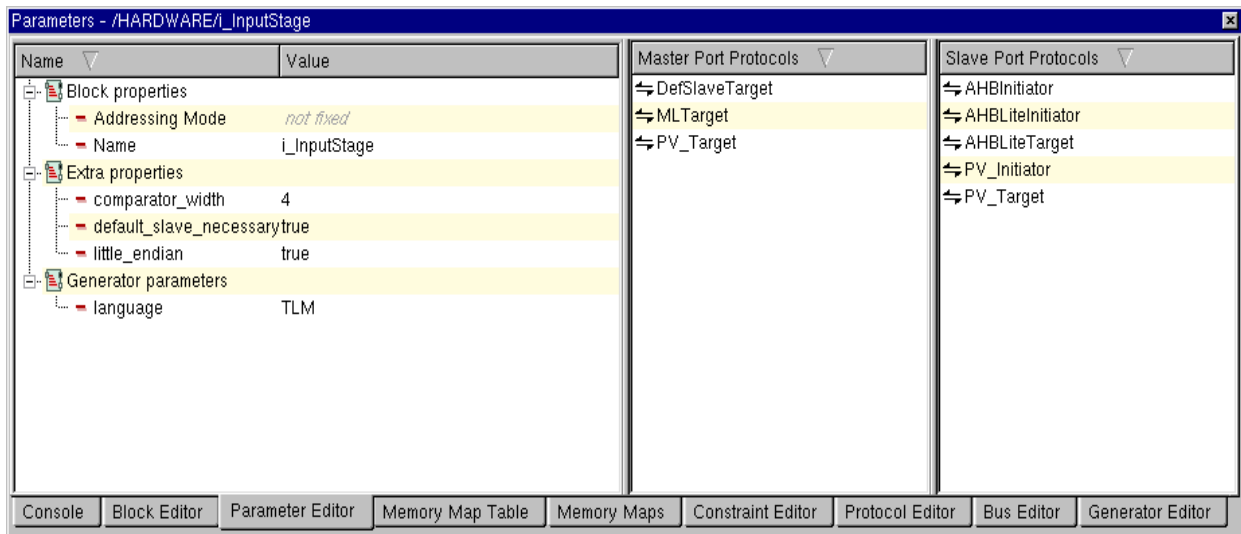 Parameters - /HARDWARE/i_InputStage
Name Value
Block properties
Addressing Mode not fixed
Name i_InputStage
Extra properties
comparator_width 4
default_slave_necessary true
little_endian true
Generator parameters
language TLM
Master Port Protocols
DefSlaveTarget
MLTarget
PV_Target
Slave Port Protocols
AHBInitiator
AHBLiteInitiator
AHBLiteTarget
PV_Initiator
PV_Target
Console Block Editor Parameter Editor Memory Map Table Memory Maps Constraint Editor Protocol Editor Bus Editor Generator Editor